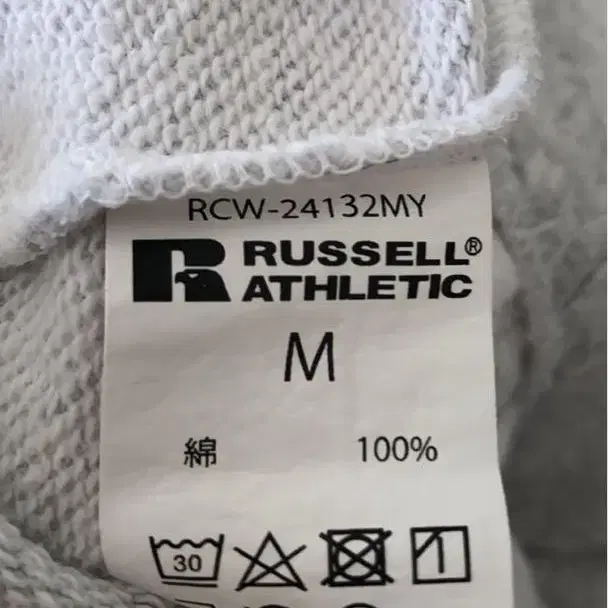 RCW-24132MY
RUSSELL®
ATHLETIC
M
綿 100%
30